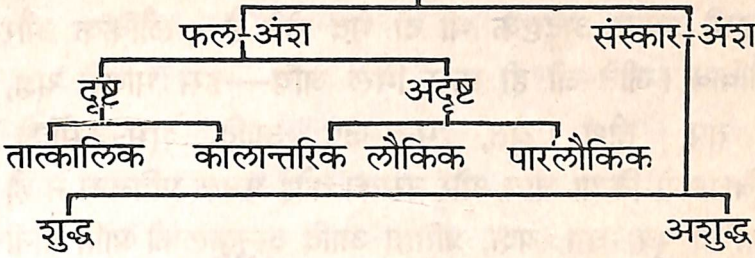 फल-अंश संस्कार-अंश
दृष्ट अदृष्ट
तात्कालिक कालान्तरिक लौकिक पारलौकिक
शुद्ध अशुद्ध